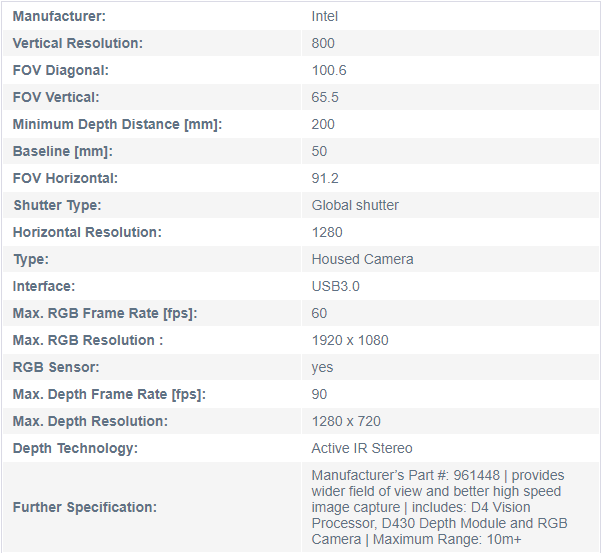 Manufacturer: Intel
Vertical Resolution: 800
FOV Diagonal: 100.6
FOV Vertical: 65.5
Minimum Depth Distance [mm]: 200
Baseline [mm]: 50
FOV Horizontal: 91.2
Shutter Type: Global shutter
Horizontal Resolution: 1280
Type: Housed Camera
Interface: USB3.0
Max. RGB Frame Rate [fps]: 60
Max. RGB Resolution : 1920 x 1080
RGB Sensor: yes
Max. Depth Frame Rate [fps]: 90
Max. Depth Resolution: 1280 x 720
Depth Technology: Active IR Stereo
Further Specification:
Manufacturer’s Part #: 961448 | provides
wider field of view and better high speed
image capture | includes: D4 Vision
Processor, D430 Depth Module and RGB
Camera | Maximum Range: 10m+